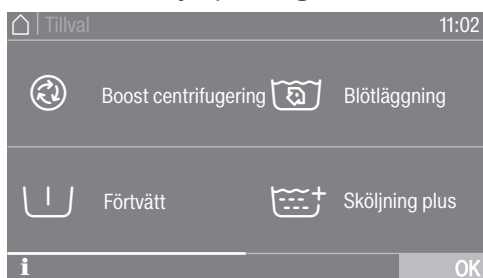 Tillval 11:02
Boost centrifugering Blötläggning
Förtvätt Sköljning plus
i OK